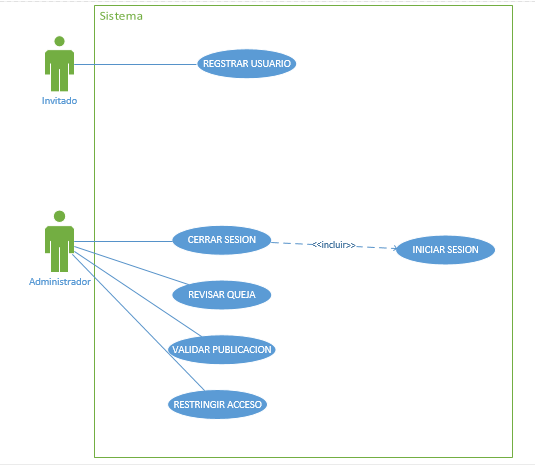 Sistema
REGSTRAR USUARIO
Invitado
CERRAR SESION
<<incluir>>
INICIAR SESION
Administrador
REVISAR QUEJA
VALIDAR PUBLICACION
RESTRINGIR ACCESO